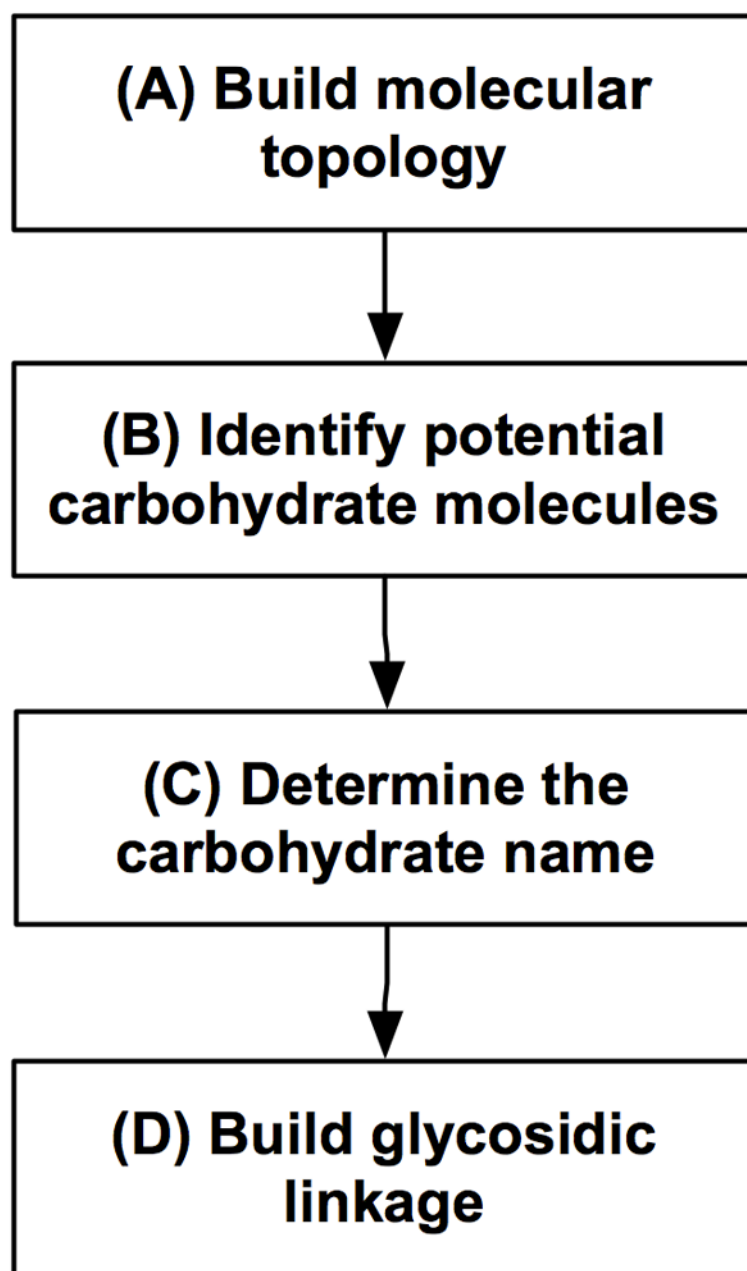 (A) Build molecular
topology
(B) Identify potential
carbohydrate molecules
(C) Determine the
carbohydrate name
(D) Build glycosidic
linkage